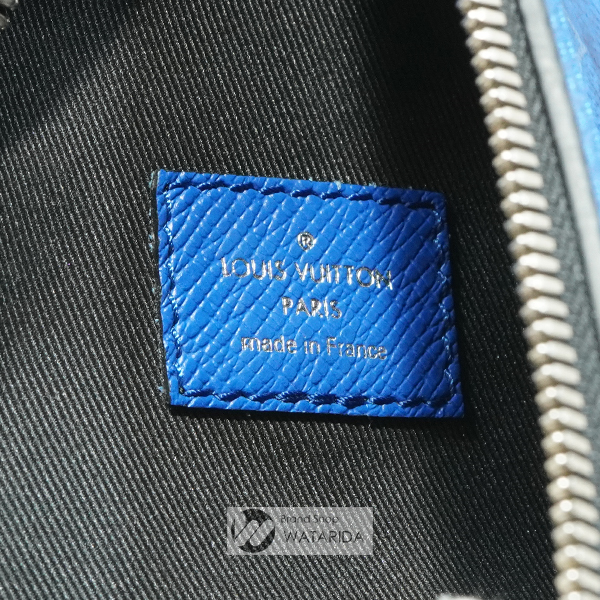 ®
LOUIS VUITTON
PARIS
made in France
Brand Shop
WATARIDA